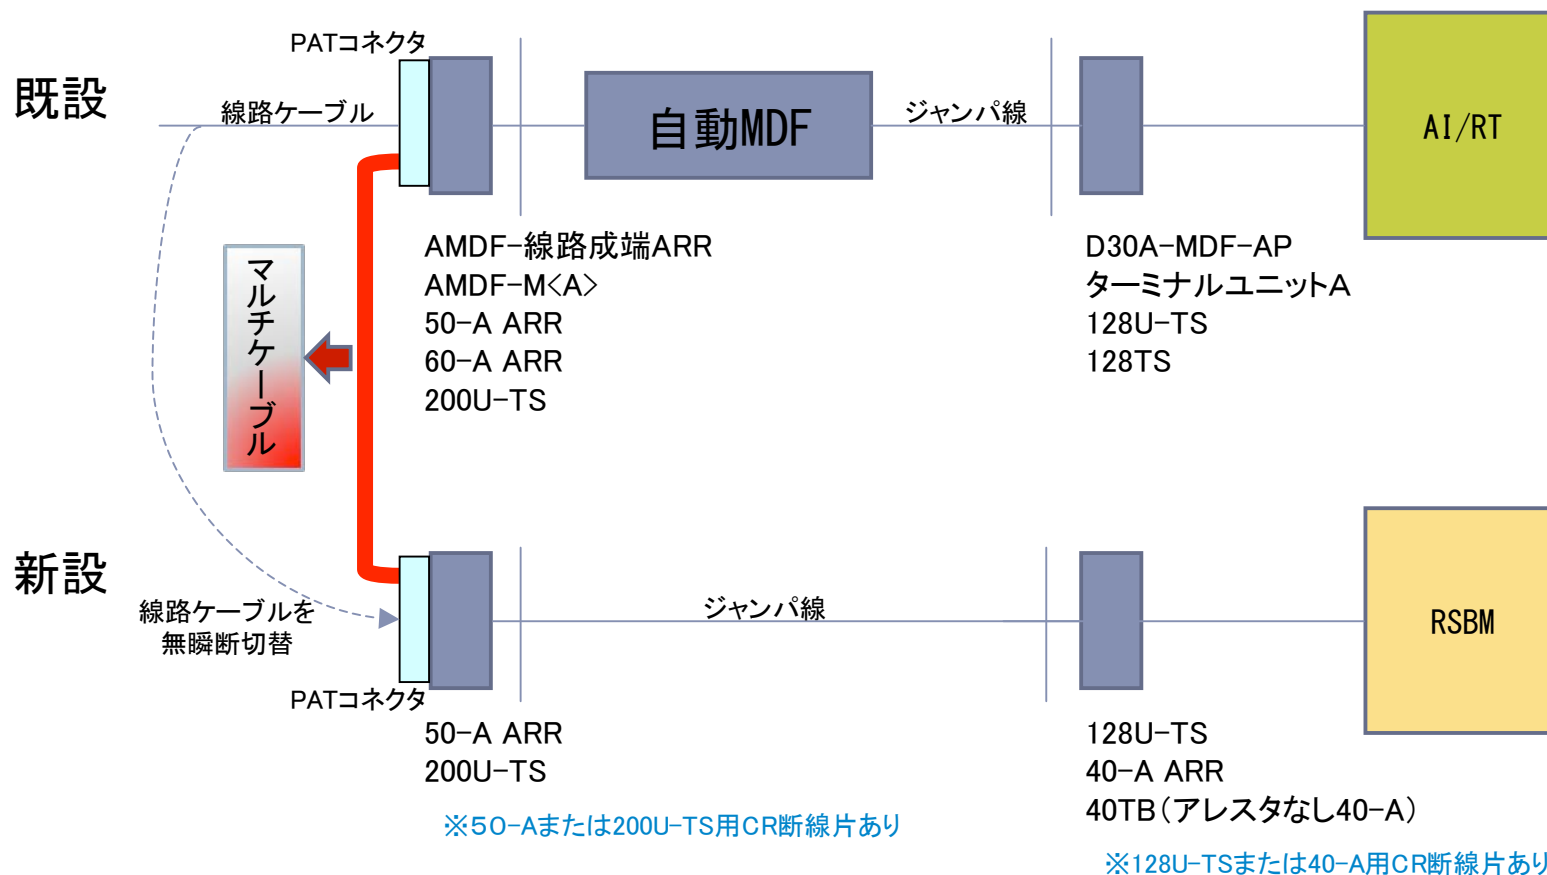 PATコネクタ
既設
線路ケーブル
自動MDF
ジャンパ線
AI/RT
AMDF-線路成端ARR
AMDF-M<A>
50-A ARR
60-A ARR
200U-TS
D30A-MDF-AP
ターミナルユニットA
128U-TS
128TS
マルチケーブル
新設
線路ケーブルを
無瞬断切替
PATコネクタ
ジャンパ線
RSBM
50-A ARR
200U-TS
※50-Aまたは200U-TS用CR断線片あり
128U-TS
40-A ARR
40TB(アレスタなし40-A)
※128U-TSまたは40-A用CR断線片あり